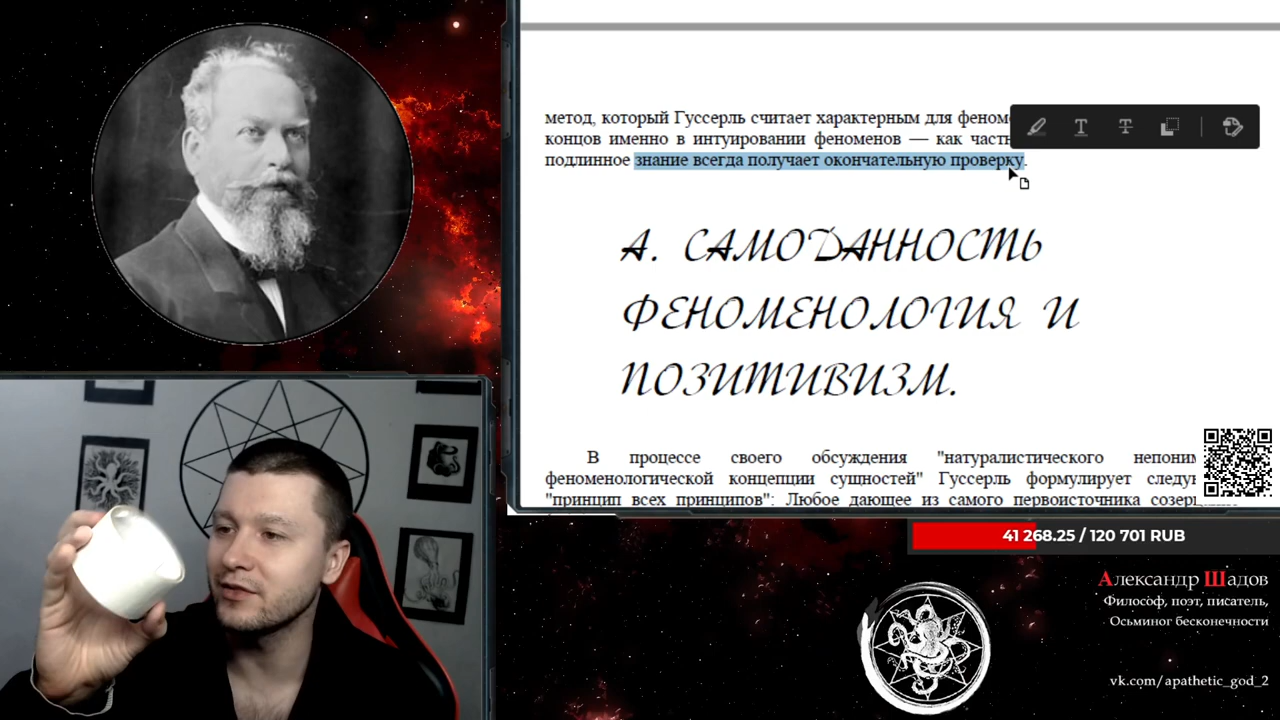 метод, который Гуссерль считает характерным для
концов именно в интуировании феноменов — как
подлинное знание всегда получает окончательную проверку.
А. САМОДАННОСТЬ
ФЕНОМЕНОЛОГИЯ И
ПОЗИТИВИЗМ.
В процессе своего обсуждения "натуралистического
феноменологической концепции сущностей" Гуссерль формулирует
"принцип всех принципов": Любое дающее из самого первоисточника
41 268.25 / 120 701 RUB
Александр Шадов
Философ, поэт, писатель,
Осьминог бесконечности
vk.com/apathetic_god_2